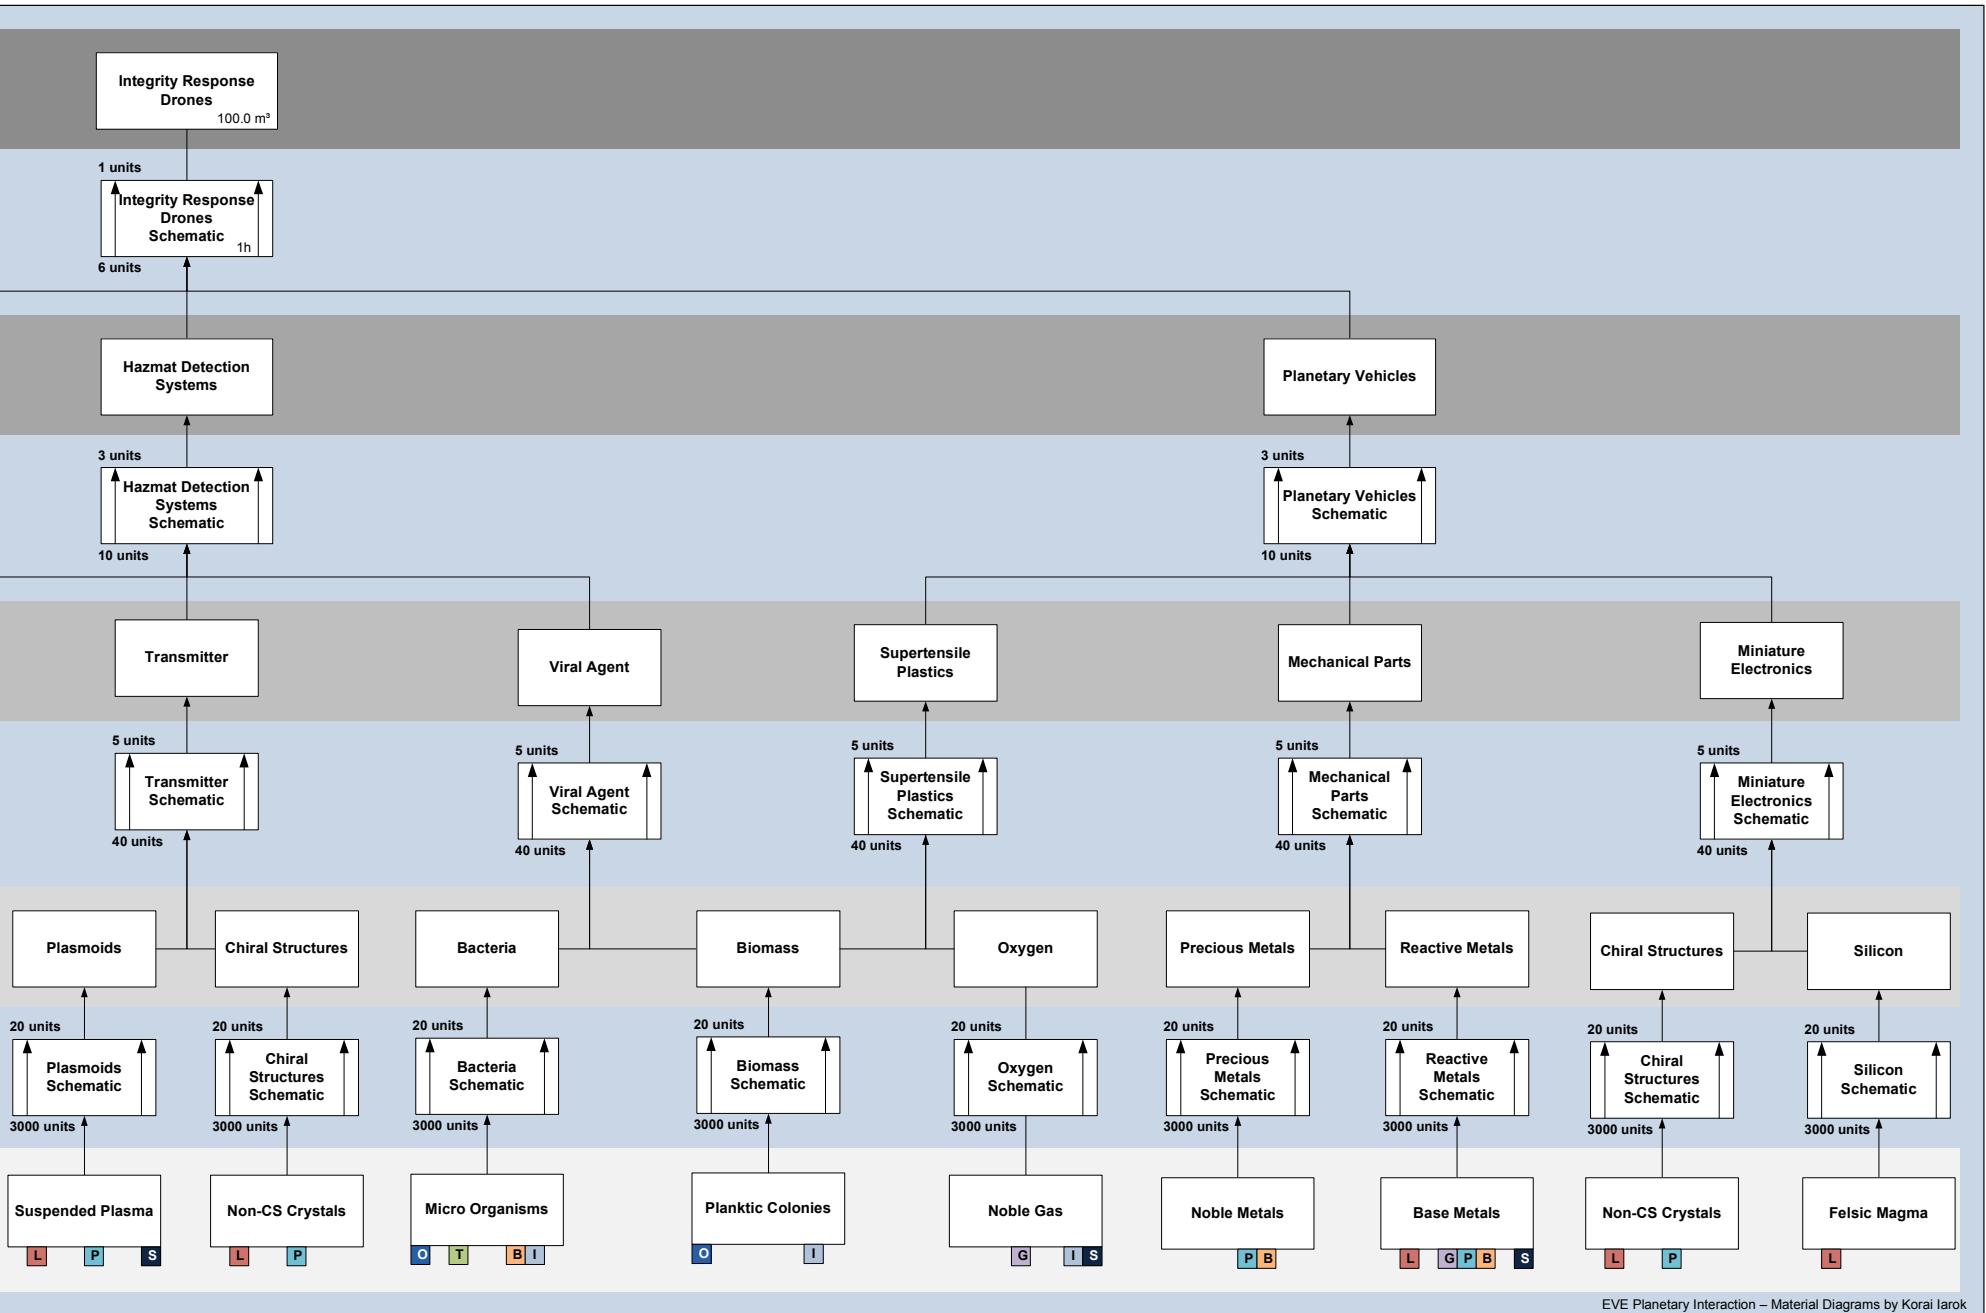 Integrity Response
Drones
100.0 m³
1 units
Integrity Response
Drones
Schematic
1h
6 units
Hazmat Detection
Systems
Planetary Vehicles
3 units
3 units
Hazmat Detection
Systems
Schematic
Planetary Vehicles
Schematic
10 units
10 units
Transmitter
Viral Agent
Supertensile
Plastics
Mechanical Parts
Miniature
Electronics
5 units
5 units
5 units
5 units
5 units
Transmitter
Schematic
Viral Agent
Schematic
Supertensile
Plastics
Schematic
Mechanical
Parts
Schematic
Miniature
Electronics
Schematic
40 units
40 units
40 units
40 units
40 units
Plasmoids
Chiral Structures
Bacteria
Biomass
Oxygen
Precious Metals
Reactive Metals
Chiral Structures
Silicon
20 units
20 units
20 units
20 units
20 units
20 units
20 units
20 units
20 units
Plasmoids
Schematic
Chiral
Structures
Schematic
Bacteria
Schematic
Biomass
Schematic
Oxygen
Schematic
Precious
Metals
Schematic
Reactive
Metals
Schematic
Chiral
Structures
Schematic
Silicon
Schematic
3000 units
3000 units
3000 units
3000 units
3000 units
3000 units
3000 units
3000 units
3000 units
Suspended Plasma
Non-CS Crystals
Micro Organisms
Planktic Colonies
Noble Gas
Noble Metals
Base Metals
Non-CS Crystals
Felsic Magma
L P S
L P
O T B I
O I
G I S
P B
L G P B S
L P
L
EVE Planetary Interaction – Material Diagrams by Korai Iarok